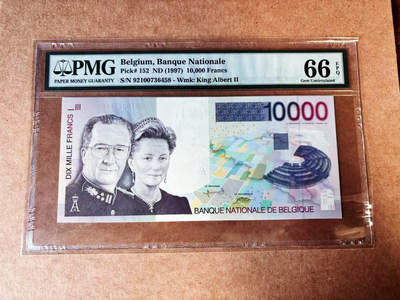 PMG
PAPER MONEY GUARANTY
Belgium, Banque Nationale
Pick# 152 ND (1997) 10,000 Francs
S/N 92100736458 - Wmk: King Albert II
66 EPQ
Gem Uncirculated
10000
DIX MILLE FRANCS
BANQUE NATIONALE DE BELGIQUE